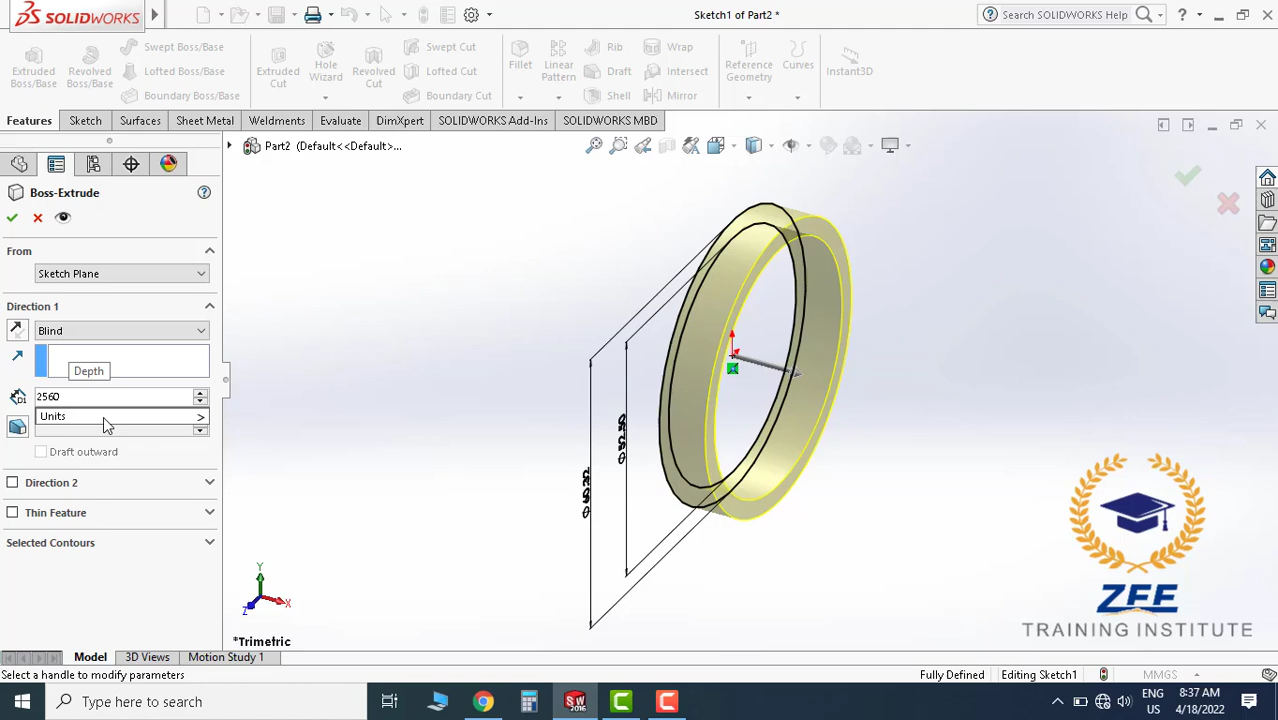 SOLIDWORKS
Sketch1 of Part2 *
Search SOLIDWORKS Help
Extruded Boss/Base
Revolved Boss/Base
Swept Boss/Base
Lofted Boss/Base
Boundary Boss/Base
Extruded Cut
Hole Wizard
Revolved Cut
Swept Cut
Lofted Cut
Boundary Cut
Fillet
Linear Pattern
Rib
Draft
Shell
Wrap
Intersect
Mirror
Reference Geometry
Curves
Instant3D
Features Sketch Surfaces Sheet Metal Weldments Evaluate DimXpert SOLIDWORKS Add-Ins SOLIDWORKS MBD
Part2 (Default<<Default>...
Boss-Extrude
From
Sketch Plane
Direction 1
Blind
Depth
2560
Units >
Draft outward
Direction 2
Thin Feature
Selected Contours
Y
X
Z
*Trimetric
ZFE
TRAINING INSTITUTE
Model 3D Views Motion Study 1
Select a handle to modify parameters
Fully Defined Editing Sketch1 MMGS
Type here to search
SW
2016
ENG
US
8:37 AM
4/18/2022